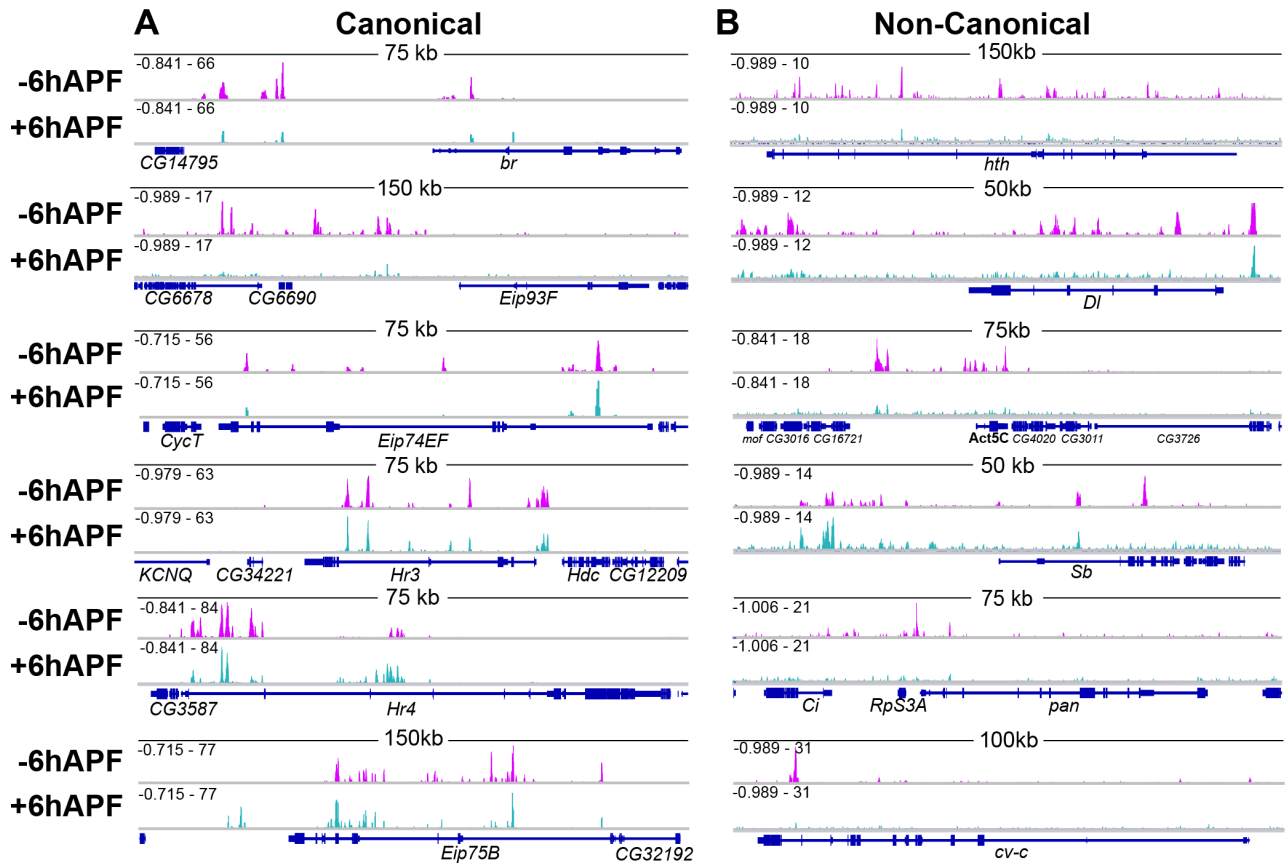 A Canonical
75 kb
-6hAPF -0.841 - 66
+6hAPF -0.841 - 66
CG14795 br
150 kb
-6hAPF -0.989 - 17
+6hAPF -0.989 - 17
CG6678 CG6690 Eip93F
75 kb
-6hAPF -0.715 - 56
+6hAPF -0.715 - 56
CycT Eip74EF
75 kb
-6hAPF -0.979 - 63
+6hAPF -0.979 - 63
KCNQ CG34221 Hr3 Hdc CG12209
75 kb
-6hAPF -0.841 - 84
+6hAPF -0.841 - 84
CG3587 Hr4
150kb
-6hAPF -0.715 - 77
+6hAPF -0.715 - 77
Eip75B CG32192
B Non-Canonical
150kb
-0.989 - 10
-0.989 - 10
hth
50kb
-0.989 - 12
-0.989 - 12
Dl
75kb
-0.841 - 18
-0.841 - 18
mof CG3016 CG16721 Act5C CG4020 CG3011 CG3726
50 kb
-0.989 - 14
-0.989 - 14
Sb
75 kb
-1.006 - 21
-1.006 - 21
Ci RpS3A pan
100kb
-0.989 - 31
-0.989 - 31
cv-c